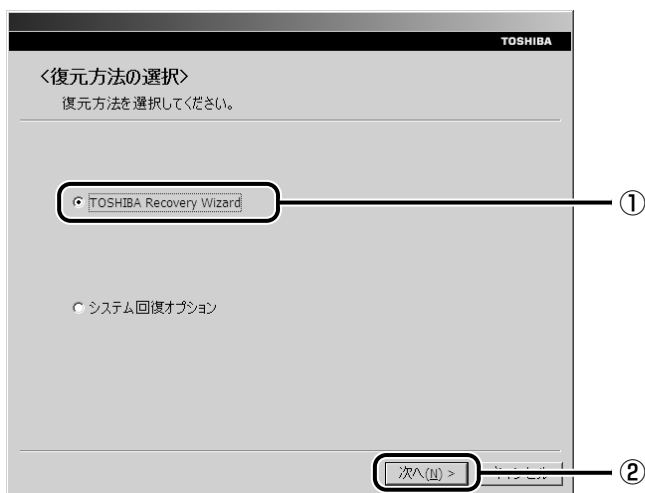 TOSHIBA
<復元方法の選択>
復元方法を選択してください。
TOSHIBA Recovery Wizard
①
システム回復オプション
次へ(N) >
②